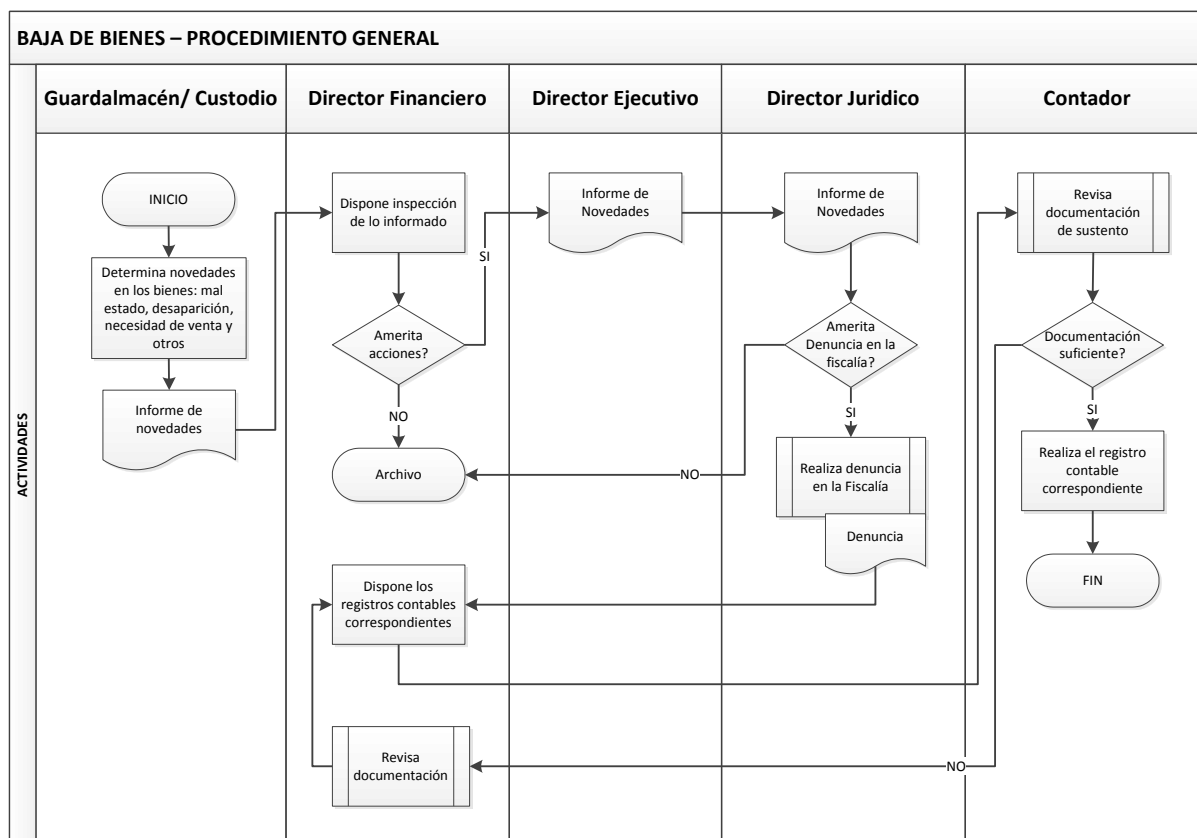 BAJA DE BIENES – PROCEDIMIENTO GENERAL
ACTIVIDADES
Guardalmacén/ Custodio
Director Financiero
Director Ejecutivo
Director Juridico
Contador
INICIO
Determina novedades
en los bienes: mal
estado, desaparición,
necesidad de venta y
otros
Informe de
novedades
Dispone inspección
de lo informado
SI
Amerita
acciones?
NO
Archivo
Informe de
Novedades
Informe de
Novedades
Amerita
Denuncia en la
fiscalía?
NO
SI
Realiza denuncia
en la Fiscalía
Denuncia
Dispone los
registros contables
correspondientes
Revisa
documentación
Revisa
documentación
de sustento
Documentación
suficiente?
NO
SI
Realiza el registro
contable
correspondiente
FIN